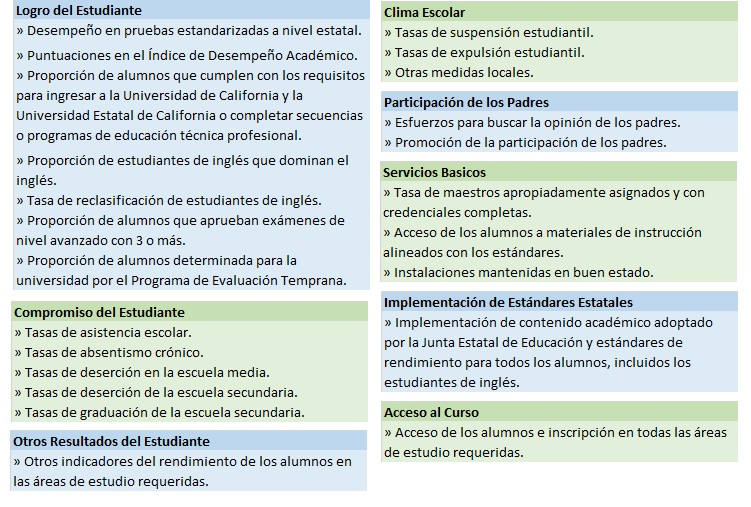 Logro del Estudiante
» Desempeño en pruebas estandarizadas a nivel estatal.
» Puntuaciones en el Índice de Desempeño Académico.
» Proporción de alumnos que cumplen con los requisitos
para ingresar a la Universidad de California y la
Universidad Estatal de California o completar secuencias
o programas de educación técnica profesional.
» Proporción de estudiantes de inglés que dominan el
inglés.
» Tasa de reclasificación de estudiantes de inglés.
» Proporción de alumnos que aprueban exámenes de
nivel avanzado con 3 o más.
» Proporción de alumnos determinada para la
universidad por el Programa de Evaluación Temprana.
Compromiso del Estudiante
» Tasas de asistencia escolar.
» Tasas de absentismo crónico.
» Tasas de deserción en la escuela media.
» Tasas de deserción de la escuela secundaria.
» Tasas de graduación de la escuela secundaria.
Otros Resultados del Estudiante
» Otros indicadores del rendimiento de los alumnos en
las áreas de estudio requeridas.
Clima Escolar
» Tasas de suspensión estudiantil.
» Tasas de expulsión estudiantil.
» Otras medidas locales.
Participación de los Padres
» Esfuerzos para buscar la opinión de los padres.
» Promoción de la participación de los padres.
Servicios Basicos
» Tasa de maestros apropiadamente asignados y con
credenciales completas.
» Acceso de los alumnos a materiales de instrucción
alineados con los estándares.
» Instalaciones mantenidas en buen estado.
Implementación de Estándares Estatales
» Implementación de contenido académico adoptado
por la Junta Estatal de Educación y estándares de
rendimiento para todos los alumnos, incluidos los
estudiantes de inglés.
Acceso al Curso
» Acceso de los alumnos e inscripción en todas las áreas
de estudio requeridas.